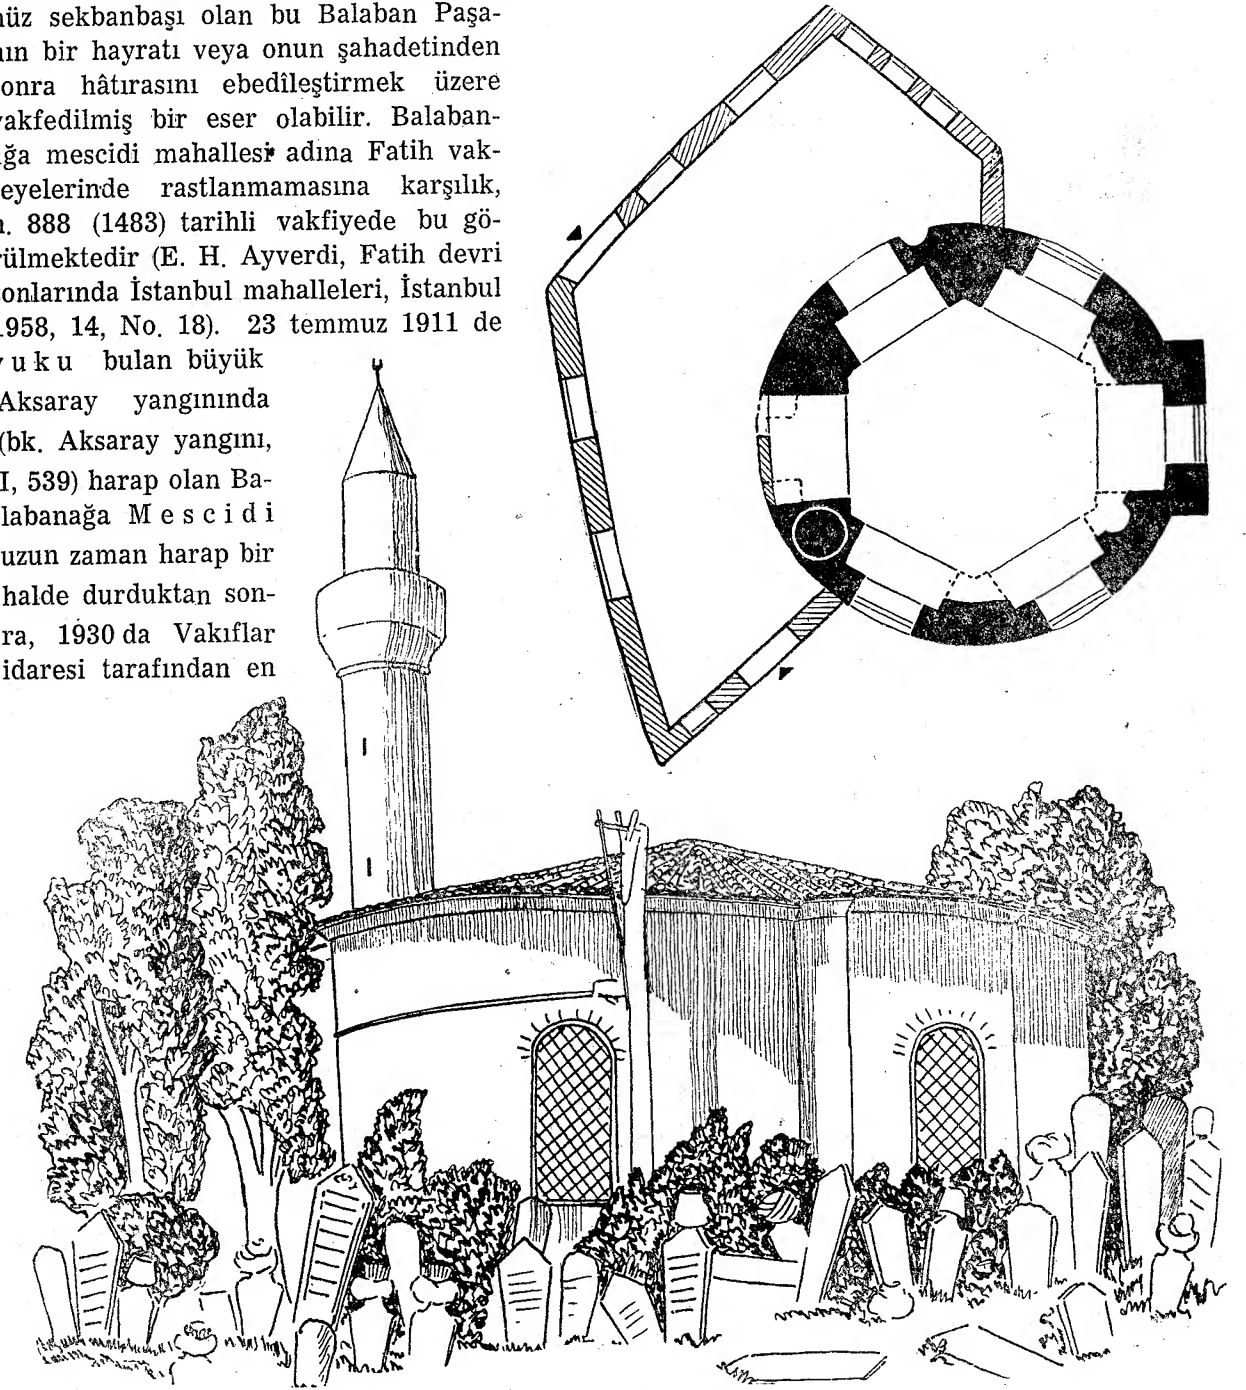 üz sekbanbaşı olan bu Balaban Paşa-
nın bir hayratı veya onun şahadetinden
onra hâtırasını ebedîleştirmek üzere
vakfedilmiş bir eser olabilir. Balaban-
ğa mescidi mahallesi adına Fatih vak-
eyelerinde rastlanmamasına karşılık,
h. 888 (1483) tarihli vakfiyede bu gö-
rülmektedir (E. H. Ayverdi, Fatih devri
sonlarında İstanbul mahalleleri, İstanbul
1958, 14, No. 18). 23 temmuz 1911 de
vuku bulan büyük
Aksaray yangınında
(bk. Aksaray yangını,
I, 539) harap olan Ba-
labanağa Mescidi
uzun zaman harap bir
halde durduktan son-
ra, 1930 da Vakıflar
idaresi tarafından en